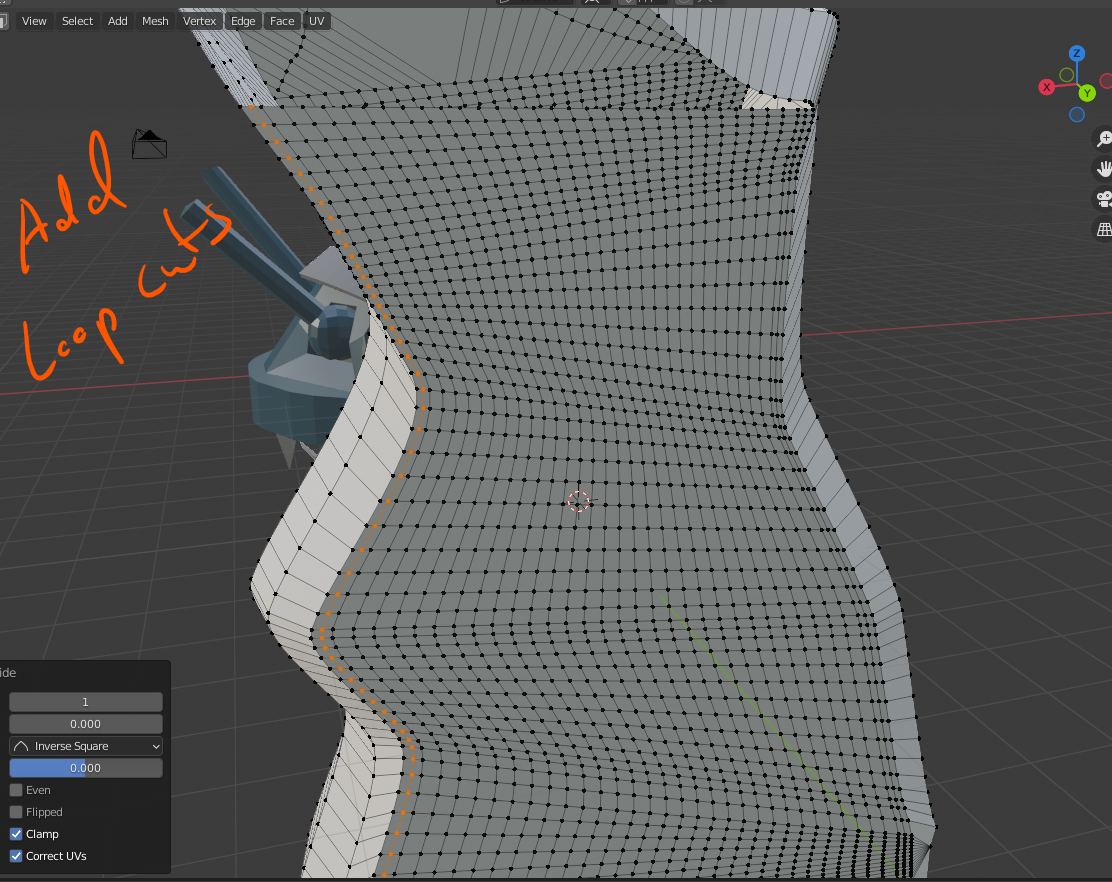 View Select Add Mesh Vertex Edge Face UV
Z
X
Y
Add
Loop cuts
ide
1
0.000
Inverse Square
0.000
Even
Flipped
Clamp
Correct UVs